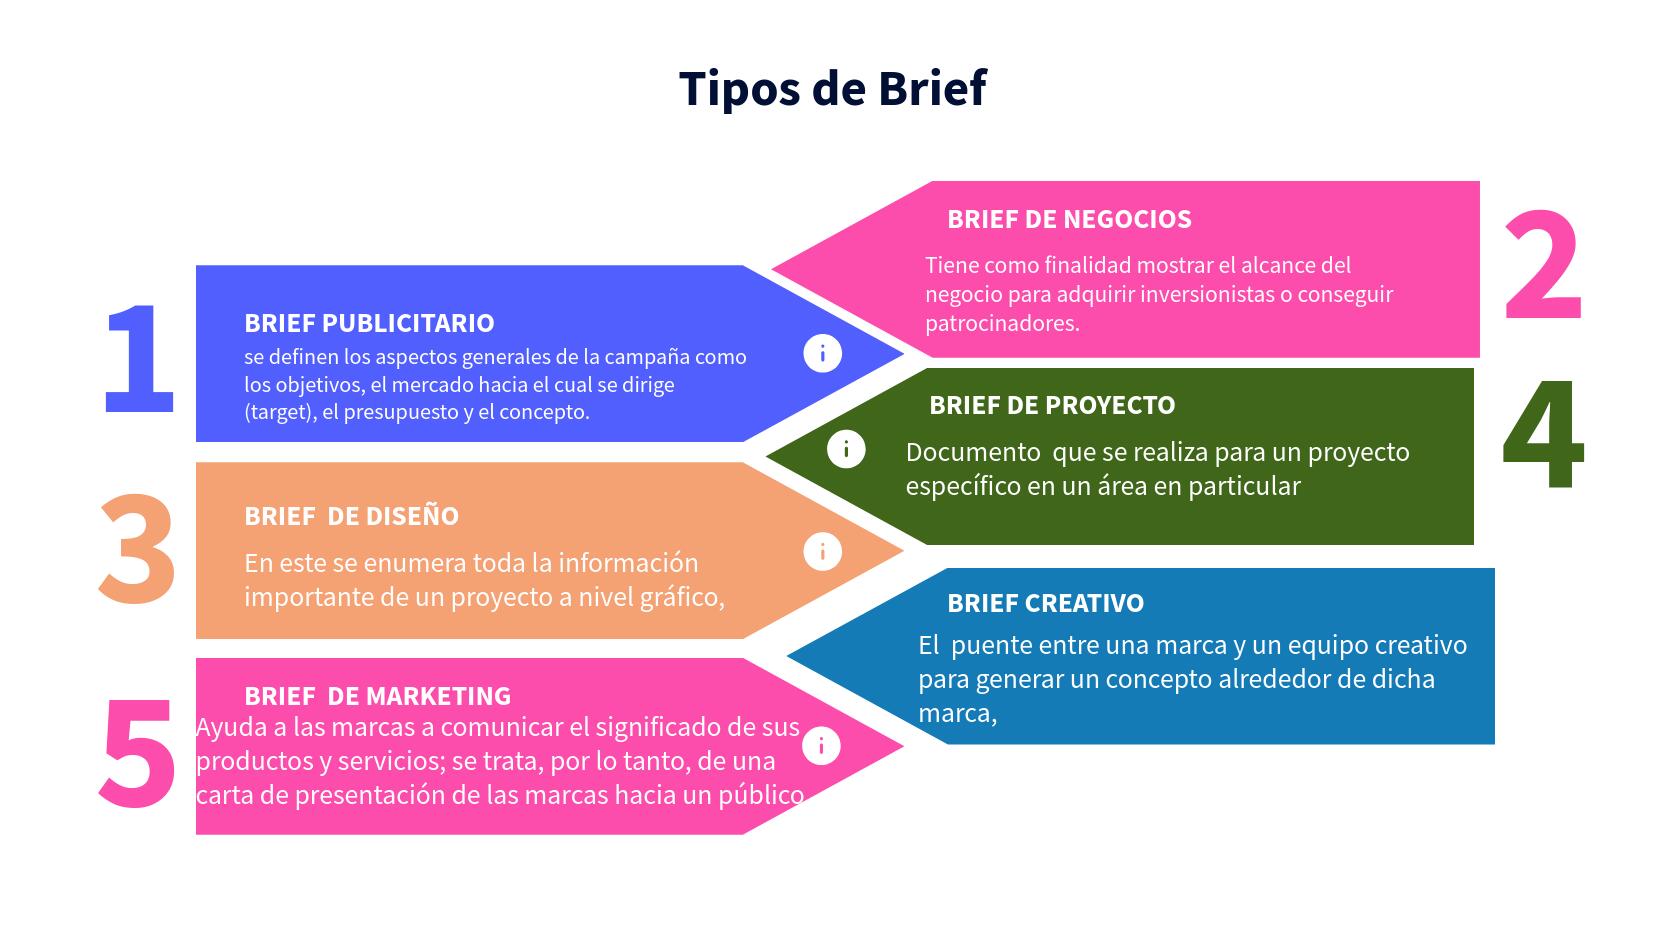 Tipos de Brief
1
BRIEF PUBLICITARIO
se definen los aspectos generales de la campaña como
los objetivos, el mercado hacia el cual se dirige
(target), el presupuesto y el concepto.
2
BRIEF DE NEGOCIOS
Tiene como finalidad mostrar el alcance del
negocio para adquirir inversionistas o conseguir
patrocinadores.
3
BRIEF  DE DISEÑO
En este se enumera toda la información
importante de un proyecto a nivel gráfico,
4
BRIEF DE PROYECTO
Documento  que se realiza para un proyecto
específico en un área en particular
5
BRIEF  DE MARKETING
Ayuda a las marcas a comunicar el significado de sus
productos y servicios; se trata, por lo tanto, de una
carta de presentación de las marcas hacia un público
BRIEF CREATIVO
El  puente entre una marca y un equipo creativo
para generar un concepto alrededor de dicha
marca,